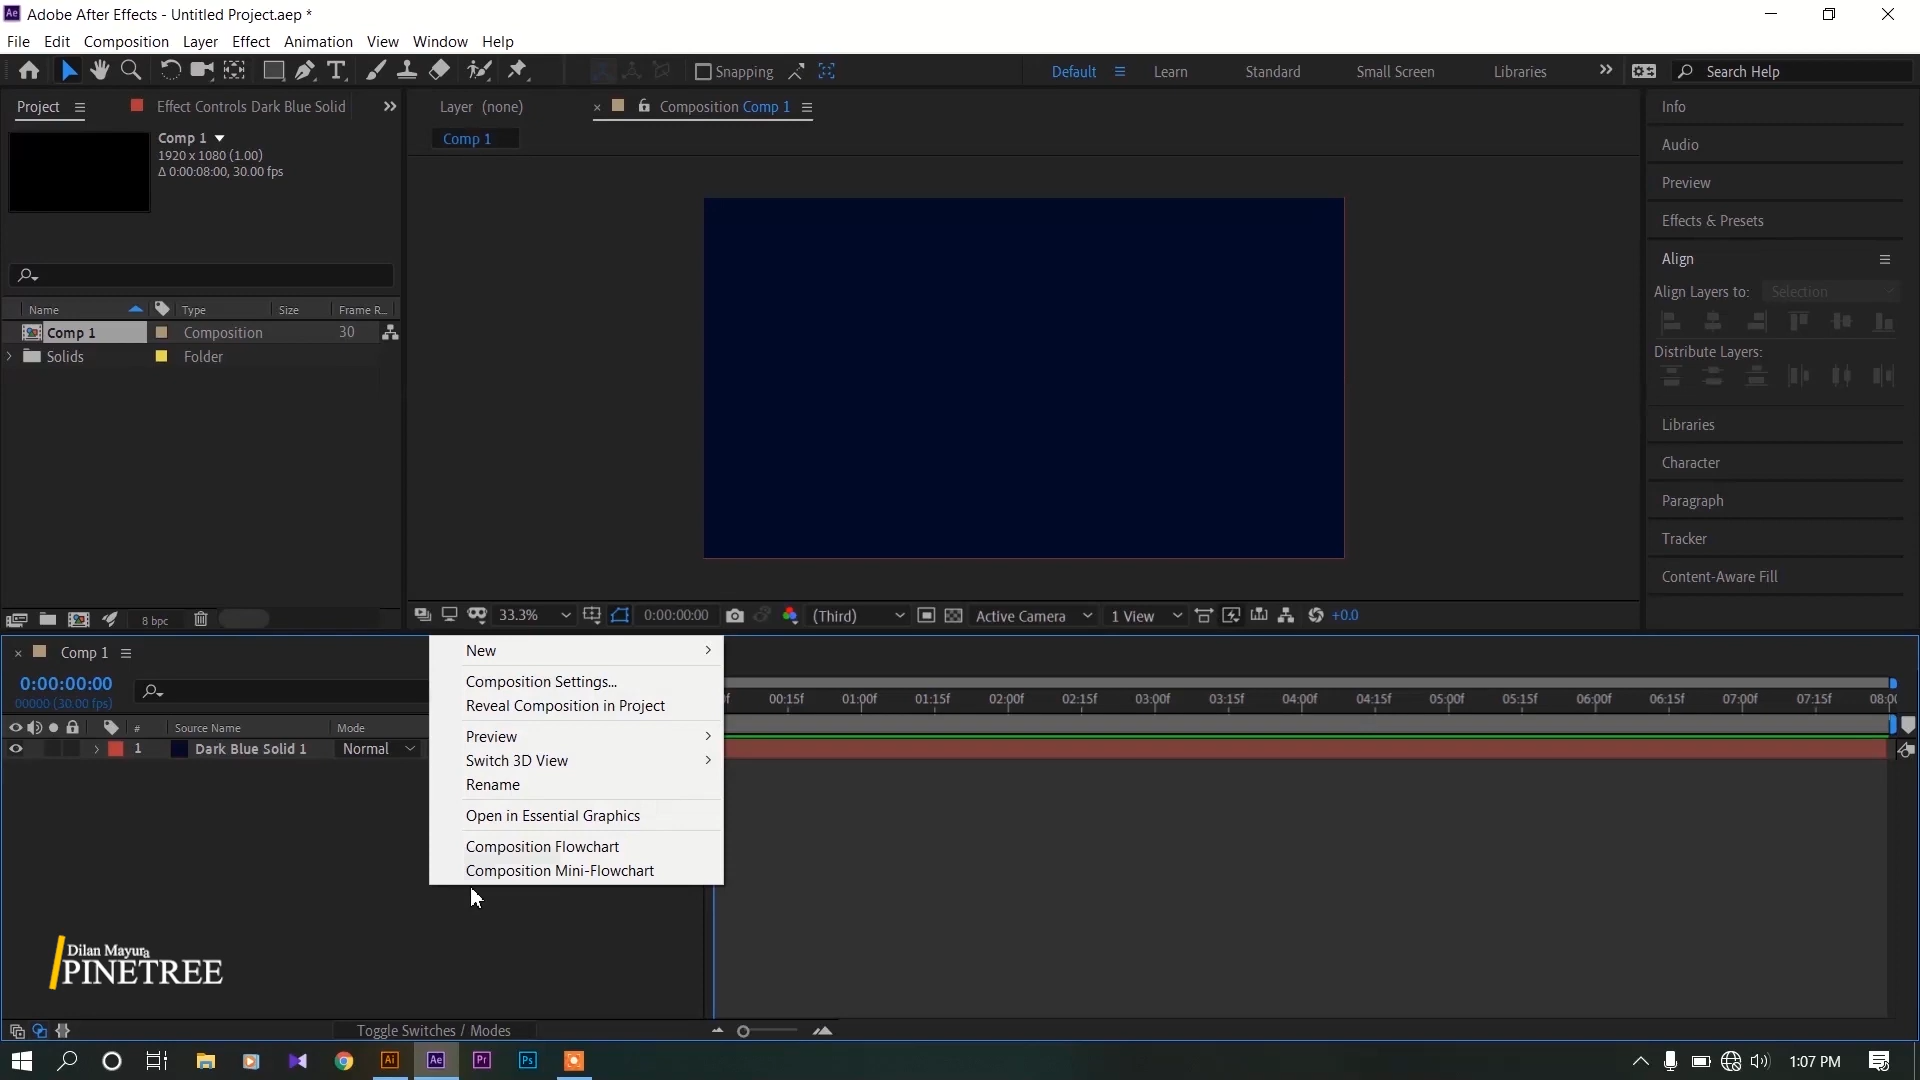 Adobe After Effects - Untitled Project.aep *
File Edit Composition Layer Effect Animation View Window Help
Snapping
Default
Learn
Standard
Small Screen
Libraries
Search Help
Project
Effect Controls Dark Blue Solid
Layer (none)
Composition Comp 1
Comp 1
Comp 1
1920 x 1080 (1.00)
Δ 0:00:08:00, 30.00 fps
Name Type Size Frame R...
Comp 1 Composition 30
Solids Folder
8 bpc
33.3%
0:00:00:00
(Third)
Active Camera
1 View
+0.0
Info
Audio
Preview
Effects & Presets
Align
Align Layers to: Selection
Distribute Layers:
Libraries
Character
Paragraph
Tracker
Content-Aware Fill
Comp 1
0:00:00:00
00000 (30.00 fps)
# Source Name Mode
1 Dark Blue Solid 1 Normal
New
Composition Settings...
Reveal Composition in Project
Preview
Switch 3D View
Rename
Open in Essential Graphics
Composition Flowchart
Composition Mini-Flowchart
f 00:15f 01:00f 01:15f 02:00f 02:15f 03:00f 03:15f 04:00f 04:15f 05:00f 05:15f 06:00f 06:15f 07:00f 07:15f 08:00
Dilan Mayura
PINETREE
Toggle Switches / Modes
Ai Ae Pr Ps
1:07 PM